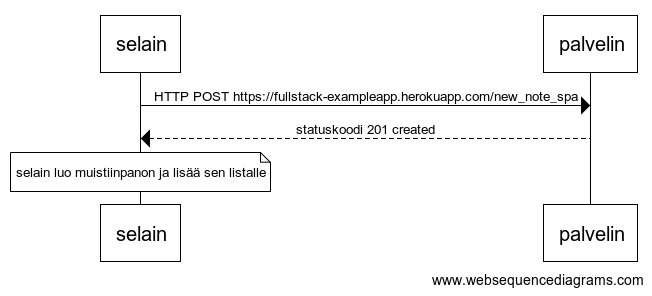 selain
palvelin
HTTP POST https://fullstack-exampleapp.herokuapp.com/new_note_spa
statuskoodi 201 created
selain luo muistiinpanon ja lisää sen listalle
selain
palvelin
www.websequencediagrams.com